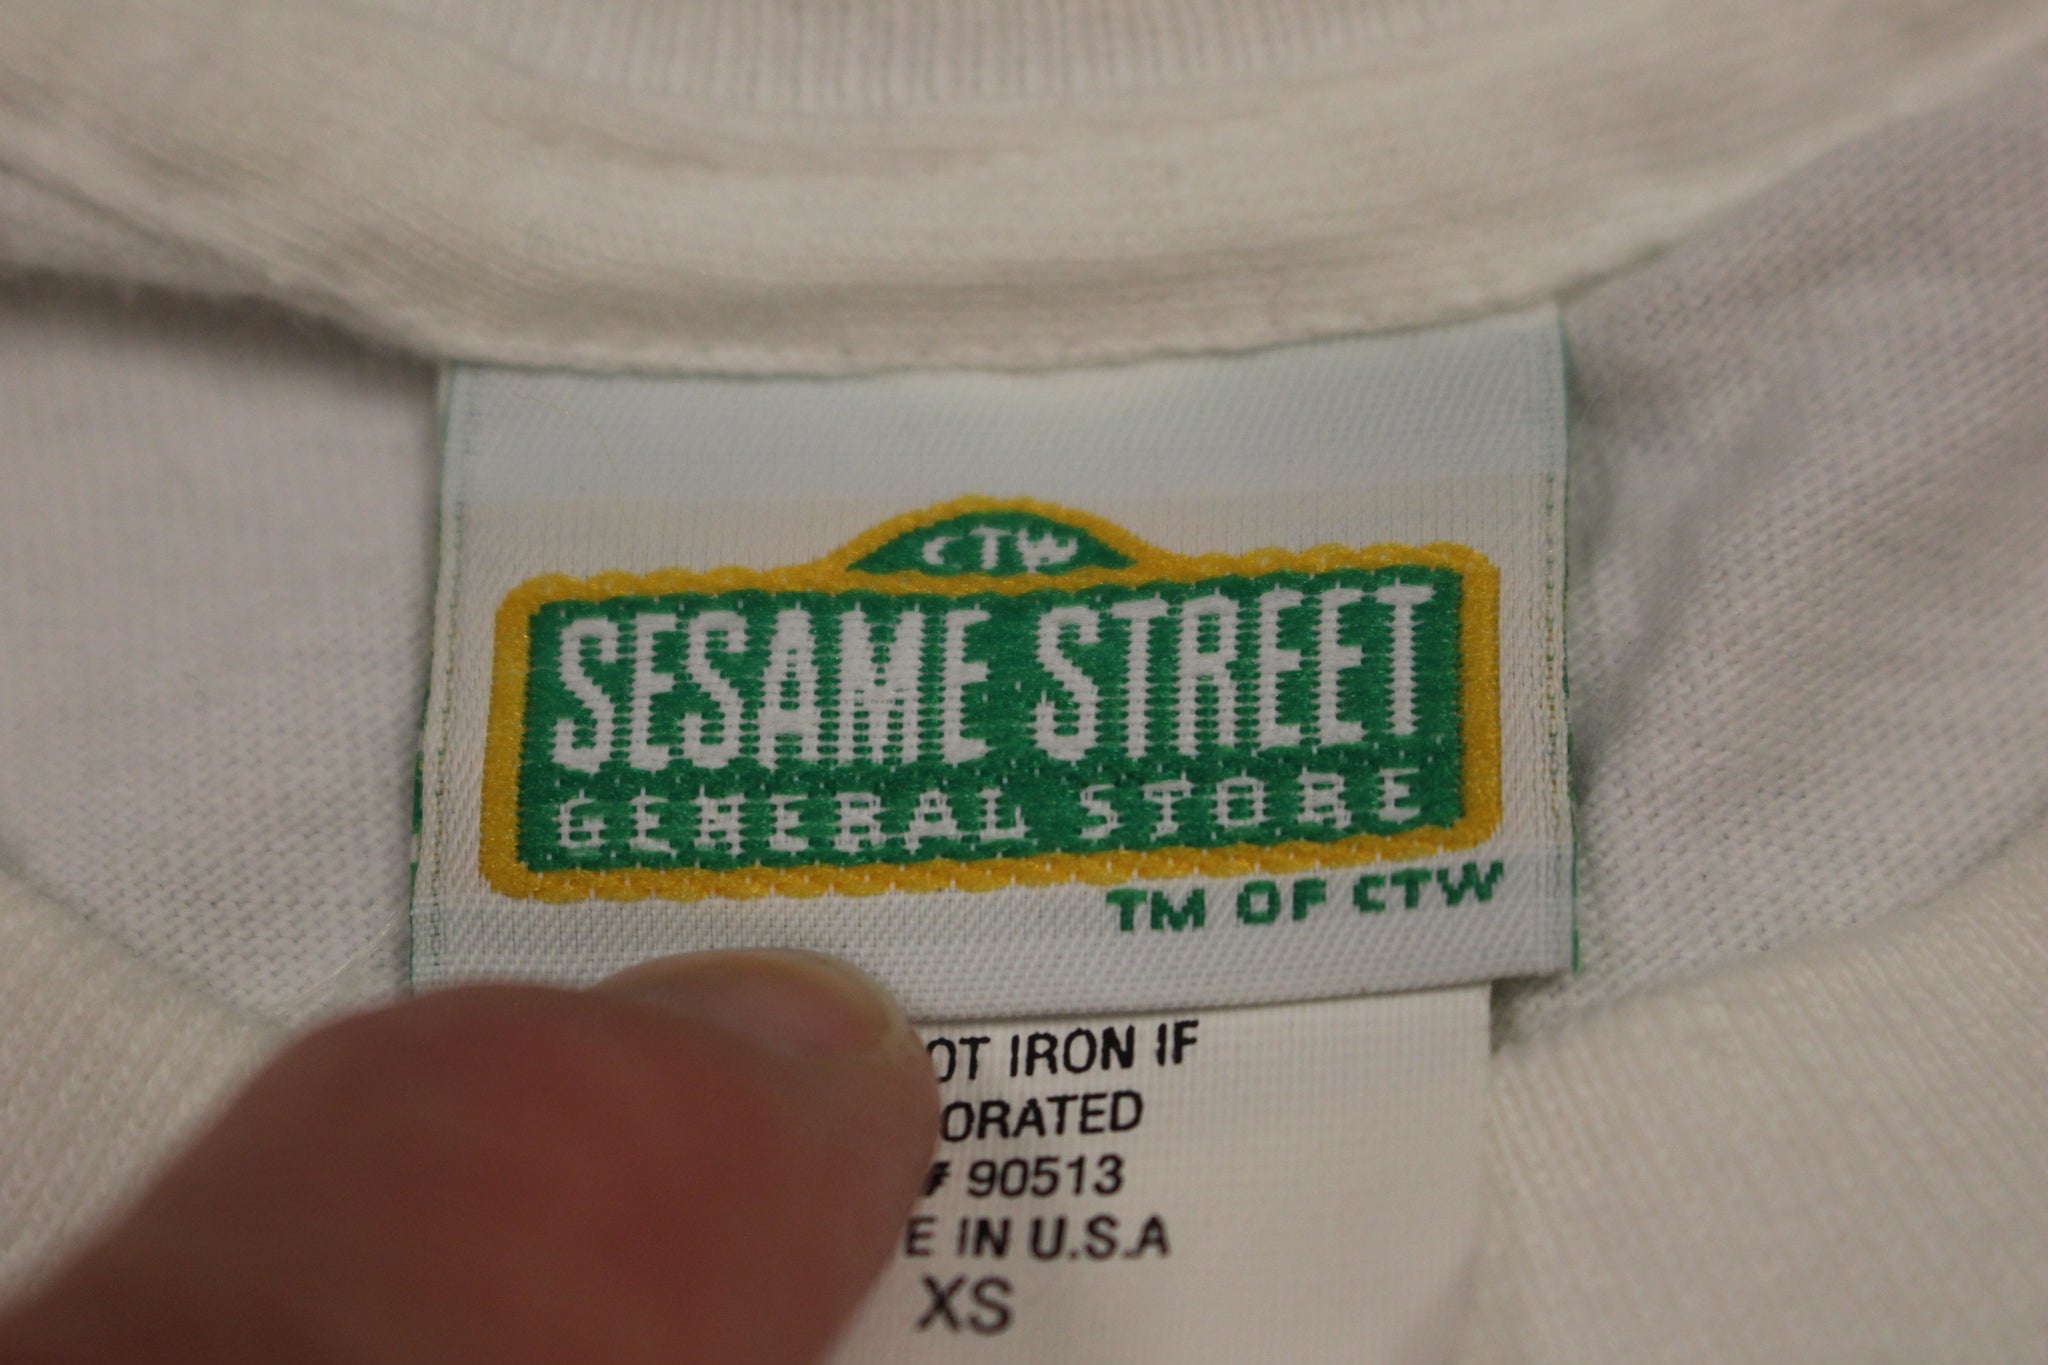 CTW
SESAME STREET
GENERAL STORE
TM OF CTW
OT IRON IF
ORATED
# 90513
E IN U.S.A
XS